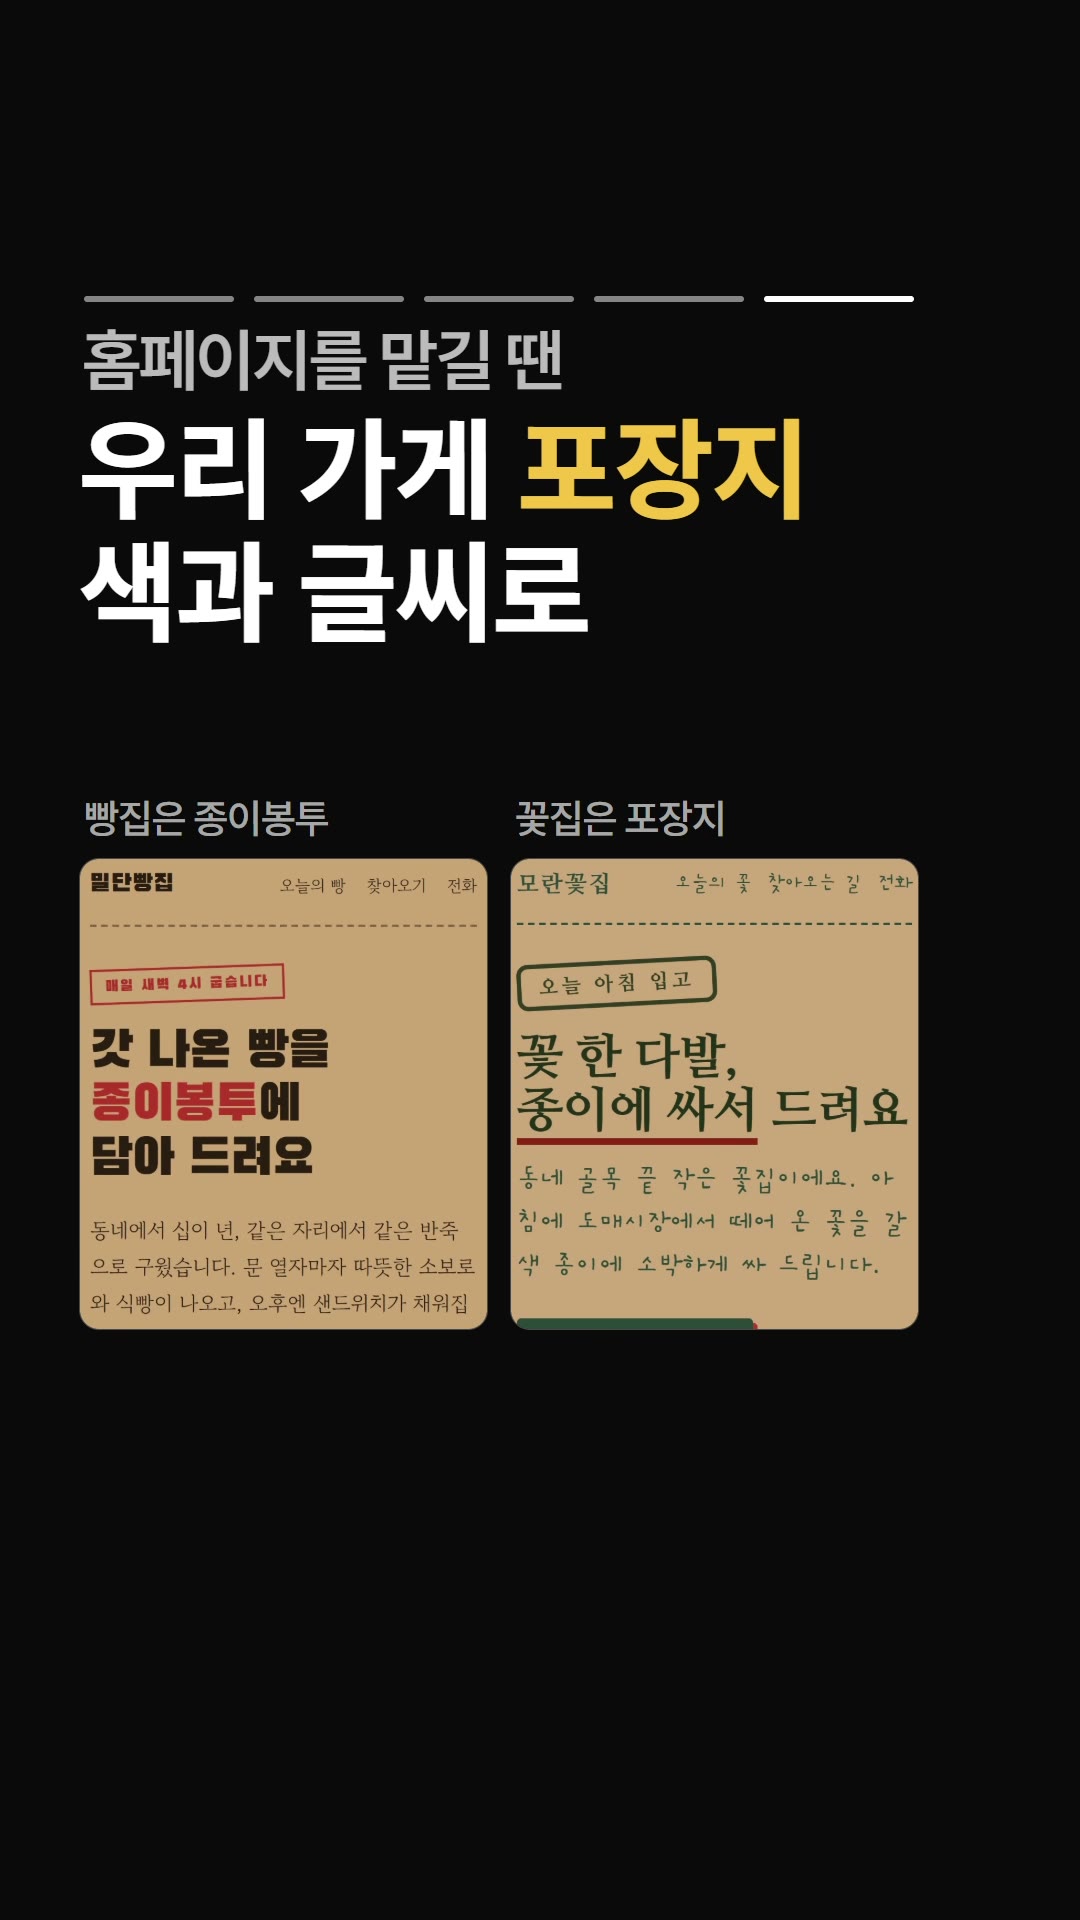 홈페이지를 맡길 땐
우리 가게 포장지
색과 글씨로
빵집은 종이봉투
밀단빵집
오늘의 빵 찾아오기 전화
매일 새벽 4시 굽습니다
갓 나온 빵을
종이봉투에
담아 드려요
동네에서 십이 년, 같은 자리에서 같은 반죽
으로 구웠습니다. 문 열자마자 따뜻한 소보로
와 식빵이 나오고, 오후엔 샌드위치가 채워집
꽃집은 포장지
모란꽃집
오늘의 꽃 찾아오는 길 전화
오늘 아침 입고
꽃 한 다발,
종이에 싸서 드려요
동네 골목 끝 작은 꽃집이에요. 아
침에 도매시장에서 떼어 온 꽃을 갈
색 종이에 소박하게 싸 드립니다.